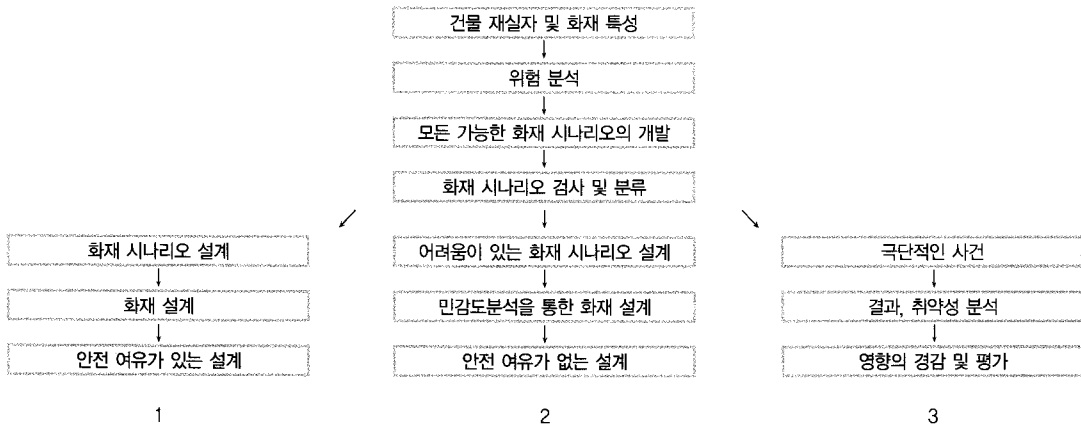 건물 재실자 및 화재 특성
위험 분석
모든 가능한 화재 시나리오의 개발
화재 시나리오 검사 및 분류
화재 시나리오 설계
화재 설계
안전 여유가 있는 설계
1
어려움이 있는 화재 시나리오 설계
민감도분석을 통한 화재 설계
안전 여유가 없는 설계
2
극단적인 사건
결과, 취약성 분석
영향의 경감 및 평가
3